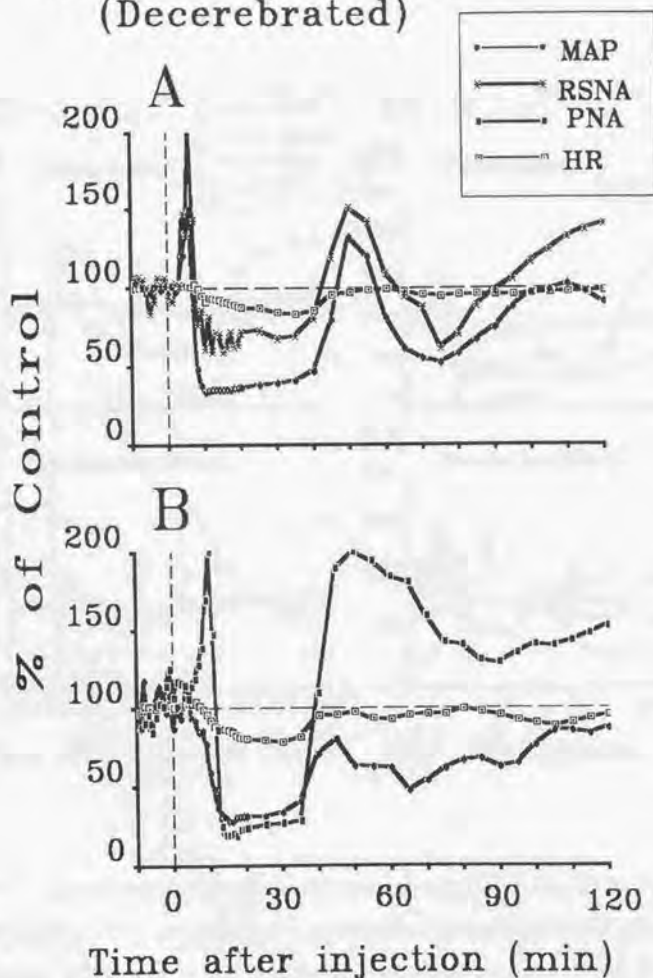 (Decerebrated)
MAP
RSNA
PNA
HR
A
200
150
100
50
0
% of Control
B
200
150
100
50
0
0 30 60 90 120
Time after injection (min)